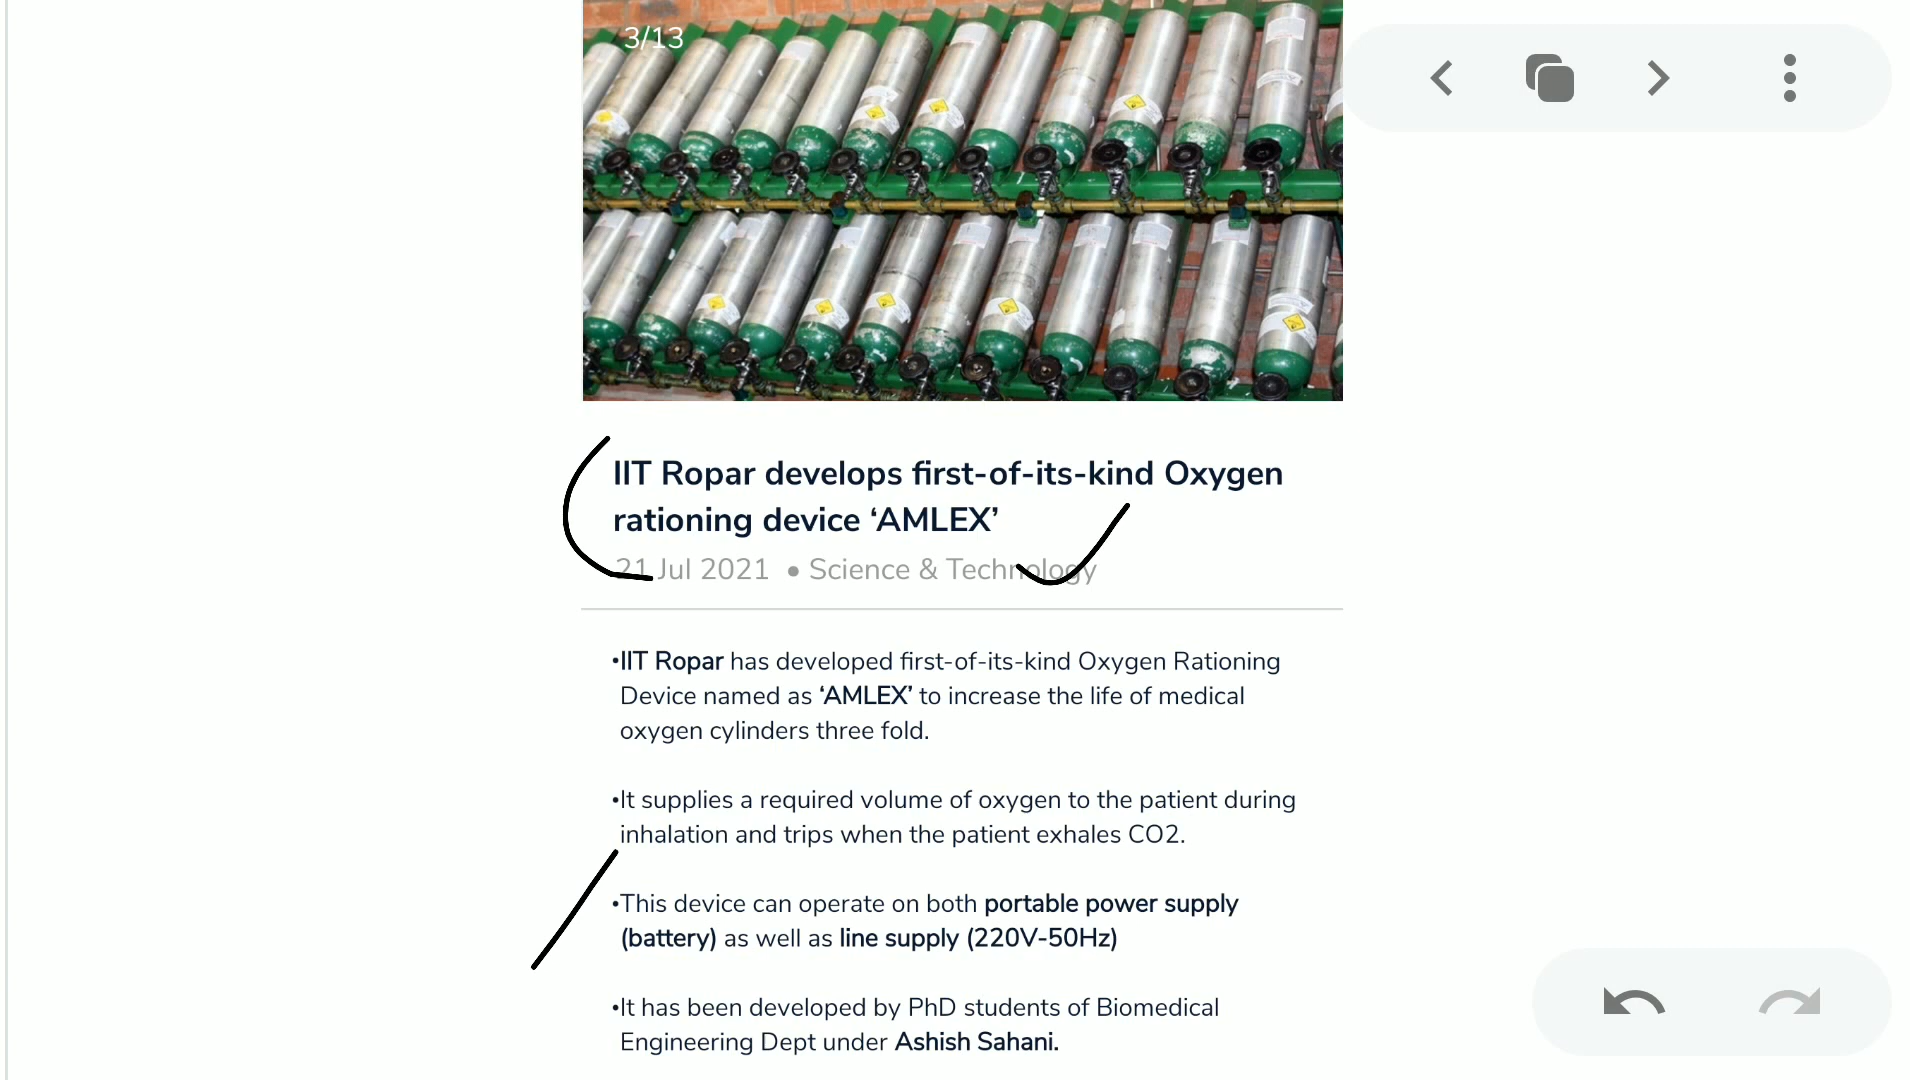 3/13
IIT Ropar develops first-of-its-kind Oxygen
rationing device ‘AMLEX’
21 Jul 2021 • Science & Technology
•IIT Ropar has developed first-of-its-kind Oxygen Rationing
Device named as ‘AMLEX’ to increase the life of medical
oxygen cylinders three fold.
•It supplies a required volume of oxygen to the patient during
inhalation and trips when the patient exhales CO2.
•This device can operate on both portable power supply
(battery) as well as line supply (220V-50Hz)
•It has been developed by PhD students of Biomedical
Engineering Dept under Ashish Sahani.